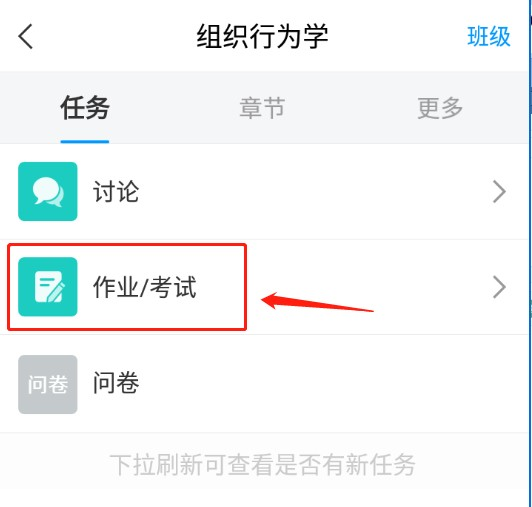 组织行为学 班级
任务 章节 更多
讨论
作业/考试
问卷 问卷
下拉刷新可查看是否有新任务